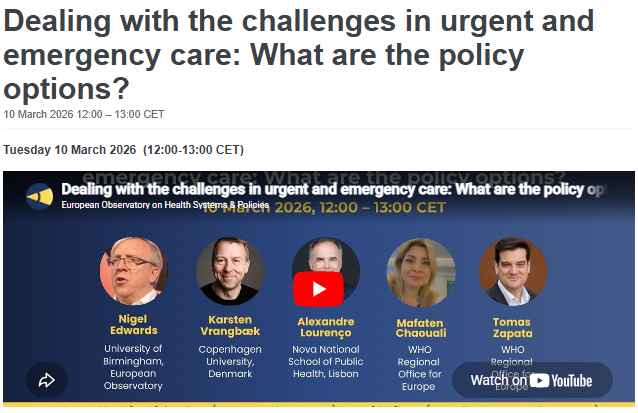 Dealing with the challenges in urgent and
emergency care: What are the policy
options?
10 March 2026 12:00 – 13:00 CET
Tuesday 10 March 2026 (12:00-13:00 CET)
emergency care: What are the policy options?
Dealing with the challenges in urgent and emergency care: What are the policy op
European Observatory on Health Systems & Policies
10 March 2026, 12:00 – 13:00 CET
Nigel
Edwards
University of
Birmingham,
European
Observatory
Karsten
Vrangbæk
Copenhagen
University,
Denmark
Alexandre
Lourenço
Nova National
School of Public
Health, Lisbon
Mafaten
Chaouali
WHO
Regional
Office for
Europe
Tomas
Zapata
WHO
Regional
Office for
Europe
Watch on YouTube